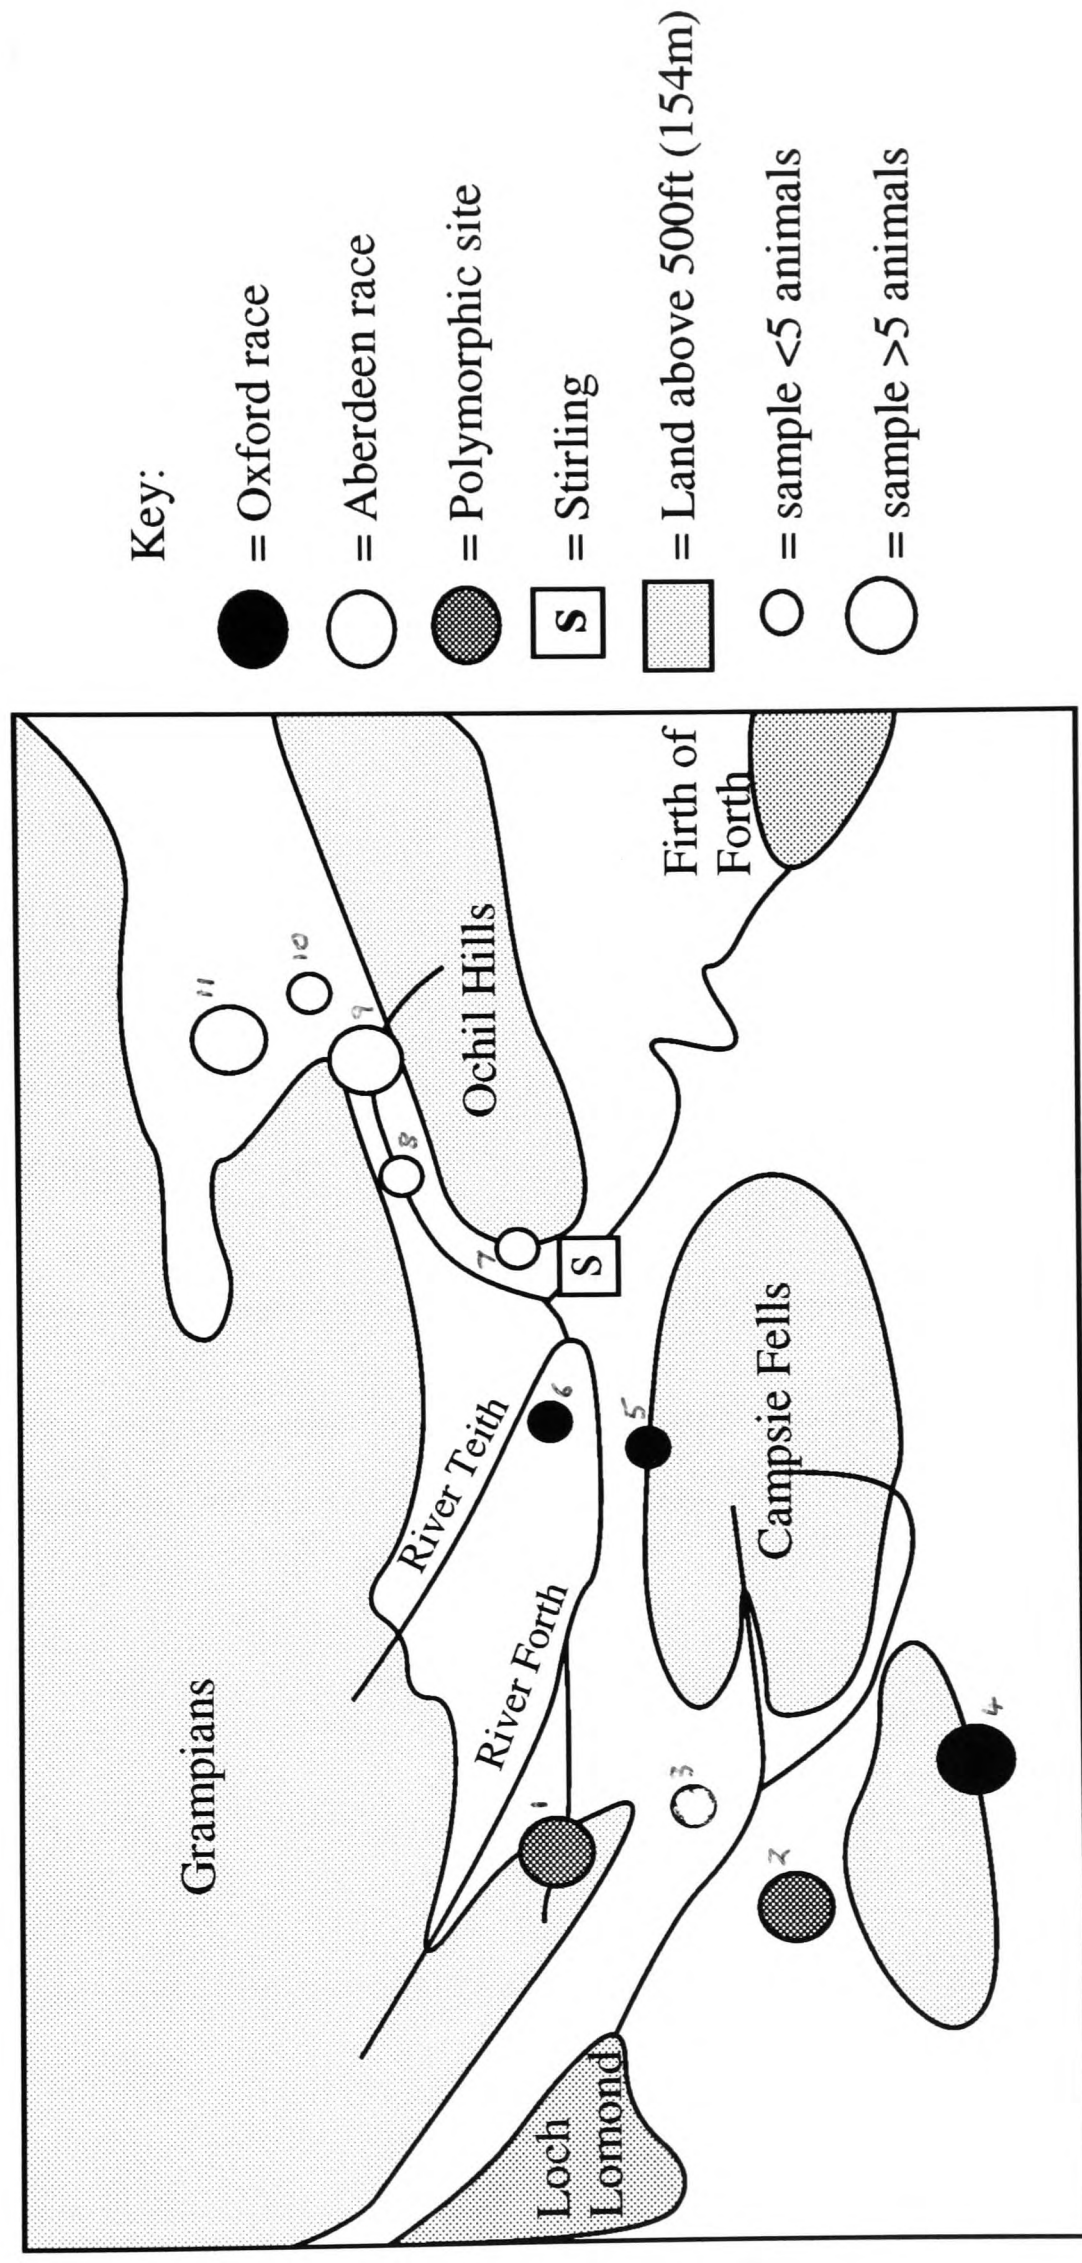 Grampians
River Teith
River Forth
Ochil Hills
Campsie Fells
Loch
Lomond
Firth of
Forth
S
1
2
3
4
5
6
7
8
9
10
11
Key:
= Oxford race
= Aberdeen race
= Polymorphic site
S = Stirling
= Land above 500ft (154m)
= sample <5 animals
= sample >5 animals